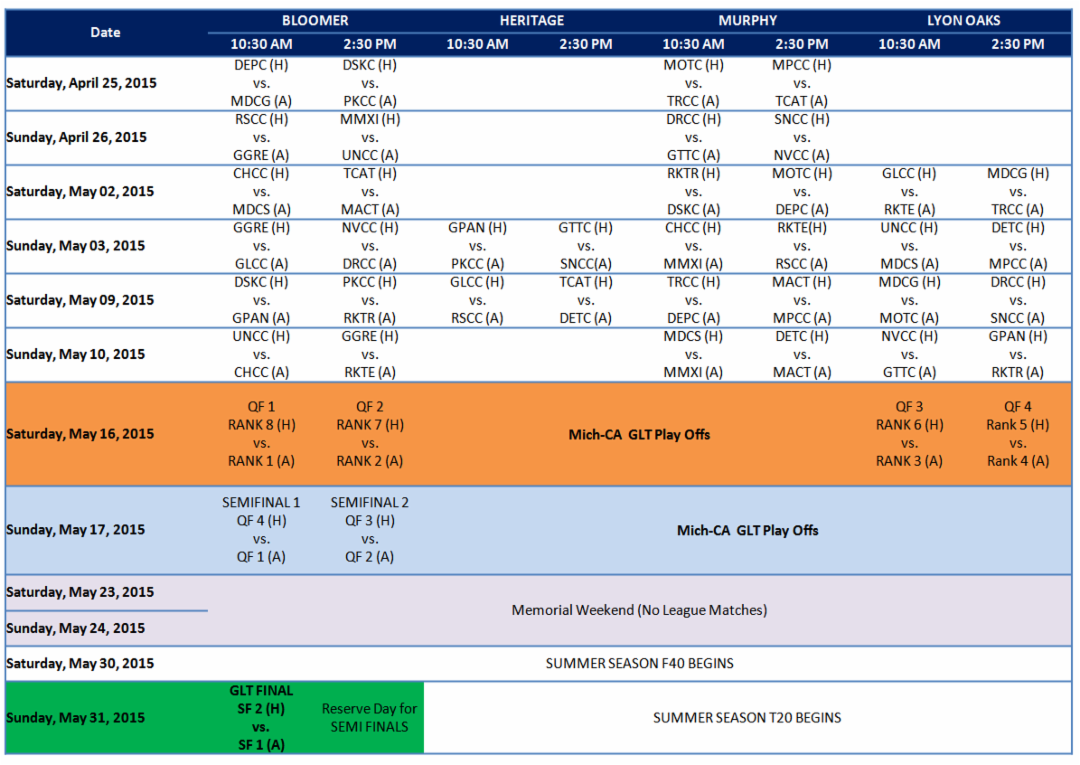 Date BLOOMER HERITAGE MURPHY LYON OAKS
10:30 AM 2:30 PM 10:30 AM 2:30 PM 10:30 AM 2:30 PM 10:30 AM 2:30 PM
DEPC (H) DSKC (H) MOTC (H) MPCC (H)
Saturday, April 25, 2015 vs. vs. vs. vs.
MDCG (A) PKCC (A) TRCC (A) TCAT (A)
RSCC (H) MMXI (H) DRCC (H) SNCC (H)
Sunday, April 26, 2015 vs. vs. vs. vs.
GGRE (A) UNCC (A) GTTC (A) NVCC (A)
CHCC (H) TCAT (H) RKTR (H) MOTC (H) GLCC (H) MDCG (H)
Saturday, May 02, 2015 vs. vs. vs. vs. vs. vs.
MDCS (A) MACT (A) DSKC (A) DEPC (A) RKTE (A) TRCC (A)
GGRE (H) NVCC (H) GPAN (H) GTTC (H) CHCC (H) RKTE(H) UNCC (H) DETC (H)
Sunday, May 03, 2015 vs. vs. vs. vs. vs. vs. vs. vs.
GLCC (A) DRCC (A) PKCC (A) SNCC(A) MMXI (A) RSCC (A) MDCS (A) MPCC (A)
DSKC (H) PKCC (H) GLCC (H) TCAT (H) TRCC (H) MACT (H) MDCG (H) DRCC (H)
Saturday, May 09, 2015 vs. vs. vs. vs. vs. vs. vs. vs.
GPAN (A) RKTR (A) RSCC (A) DETC (A) DEPC (A) MPCC (A) MOTC (A) SNCC (A)
UNCC (H) GGRE (H) MDCS (H) DETC (H) NVCC (H) GPAN (H)
Sunday, May 10, 2015 vs. vs. vs. vs. vs. vs.
CHCC (A) RKTE (A) MMXI (A) MACT (A) GTTC (A) RKTR (A)
QF 1 QF 2 QF 3 QF 4
RANK 8 (H) RANK 7 (H) RANK 6 (H) Rank 5 (H)
Saturday, May 16, 2015 vs. vs. Mich-CA GLT Play Offs vs. vs.
RANK 1 (A) RANK 2 (A) RANK 3 (A) Rank 4 (A)
SEMIFINAL 1 SEMIFINAL 2
QF 4 (H) QF 3 (H)
Sunday, May 17, 2015 vs. vs. Mich-CA GLT Play Offs
QF 1 (A) QF 2 (A)
Saturday, May 23, 2015
Memorial Weekend (No League Matches)
Sunday, May 24, 2015
Saturday, May 30, 2015 SUMMER SEASON F40 BEGINS
GLT FINAL
SF 2 (H) Reserve Day for
Sunday, May 31, 2015 vs. SEMI FINALS SUMMER SEASON T20 BEGINS
SF 1 (A)